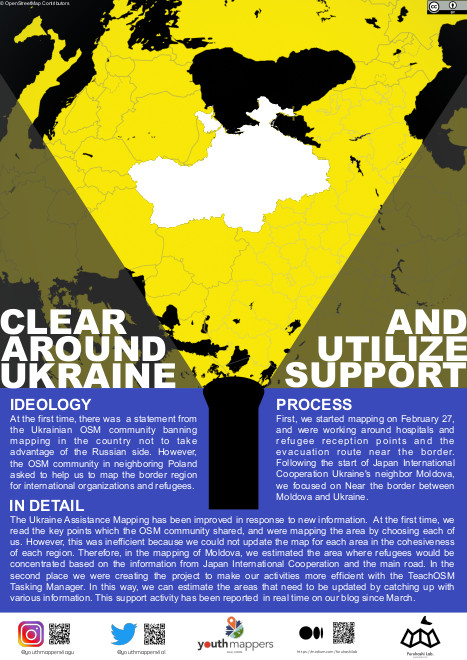 © OpenStreetMap Contributors
CLEAR
AROUND
UKRAINE
AND
UTILIZE
SUPPORT
IDEOLOGY
At the first time, there was a statement from
the Ukrainian OSM community banning
mapping in the country not to take
advantage of the Russian side. However,
the OSM community in neighboring Poland
asked to help us to map the border region
for international organizations and refugees.
PROCESS
First, we started mapping on February 27,
and were working around hospitals and
refugee reception points and the
evacuation route near the border.
Following the start of Japan International
Cooperation Ukraine's neighbor Moldova,
we focused on Near the border between
Moldova and Ukraine.
IN DETAIL
The Ukraine Assistance Mapping has been improved in response to new information. At the first time, we
read the key points which the OSM community shared, and were mapping the area by choosing each of
us. However, this was inefficient because we could not update the map for each area in the cohesiveness
of each region. Therefore, in the mapping of Moldova, we estimated the area where refugees would be
concentrated based on the information from Japan International Cooperation and the main road. In the
second place we were creating the project to make our activities more efficient with the TeachOSM
Tasking Manager. In this way, we can estimate the areas that need to be updated by catching up with
various information. This support activity has been reported in real time on our blog since March.
youthmappers
Furuhashi Lab.